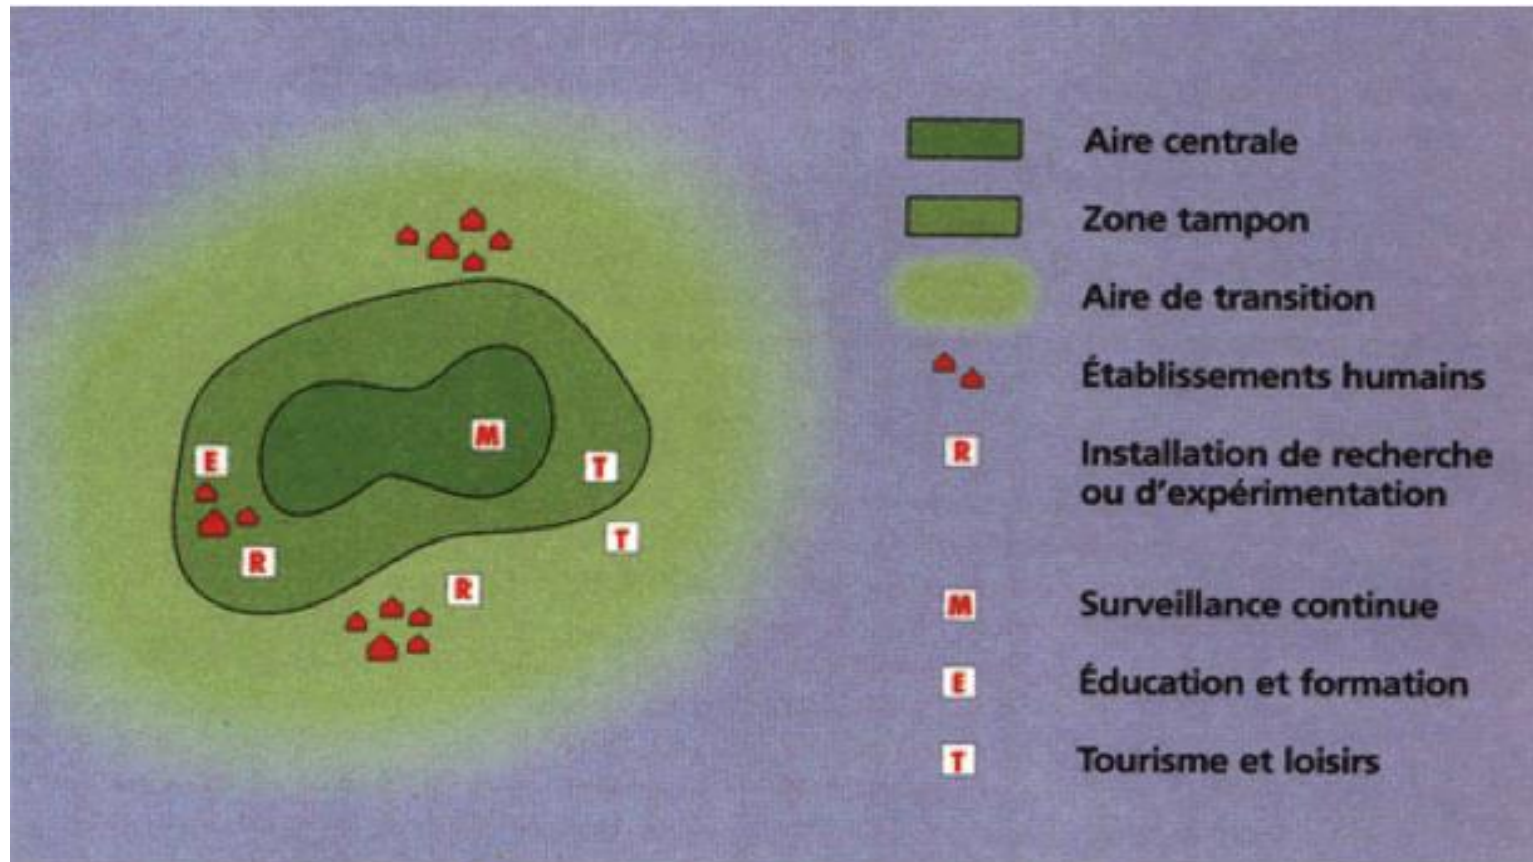 Aire centrale
Zone tampon
Aire de transition
Établissements humains
R
Installation de recherche
ou d'expérimentation
M
Surveillance continue
E
Éducation et formation
T
Tourisme et loisirs
M
E
T
T
R
R